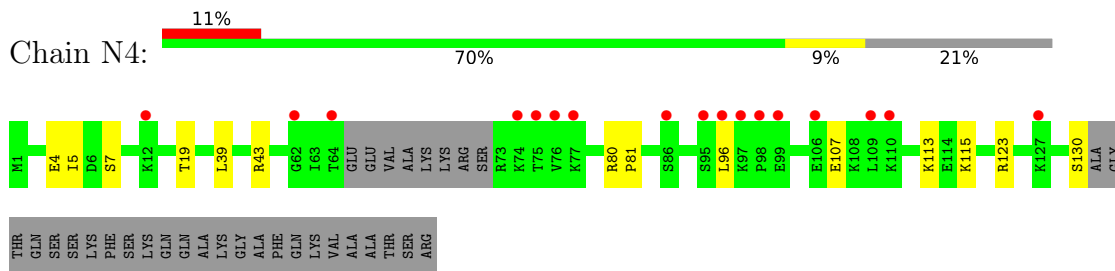 11%
Chain N4:
70% 9% 21%
M1 E4 I5 D6 S7 K12 T19 L39 R43 G62 I63 T64 GLU GLU VAL ALA LYS LYS ARG SER R73 K74 T75 V76 K77 R80 P81 S86 S95 L96 K97 P98 E99 E106 E107 K108 L109 K110 K113 E114 K115 R123 K127 S130 ALA GLY
THR GLN SER SER LYS PHE SER LYS GLN GLN ALA LYS GLY ALA PHE GLN LYS VAL ALA ALA THR SER ARG